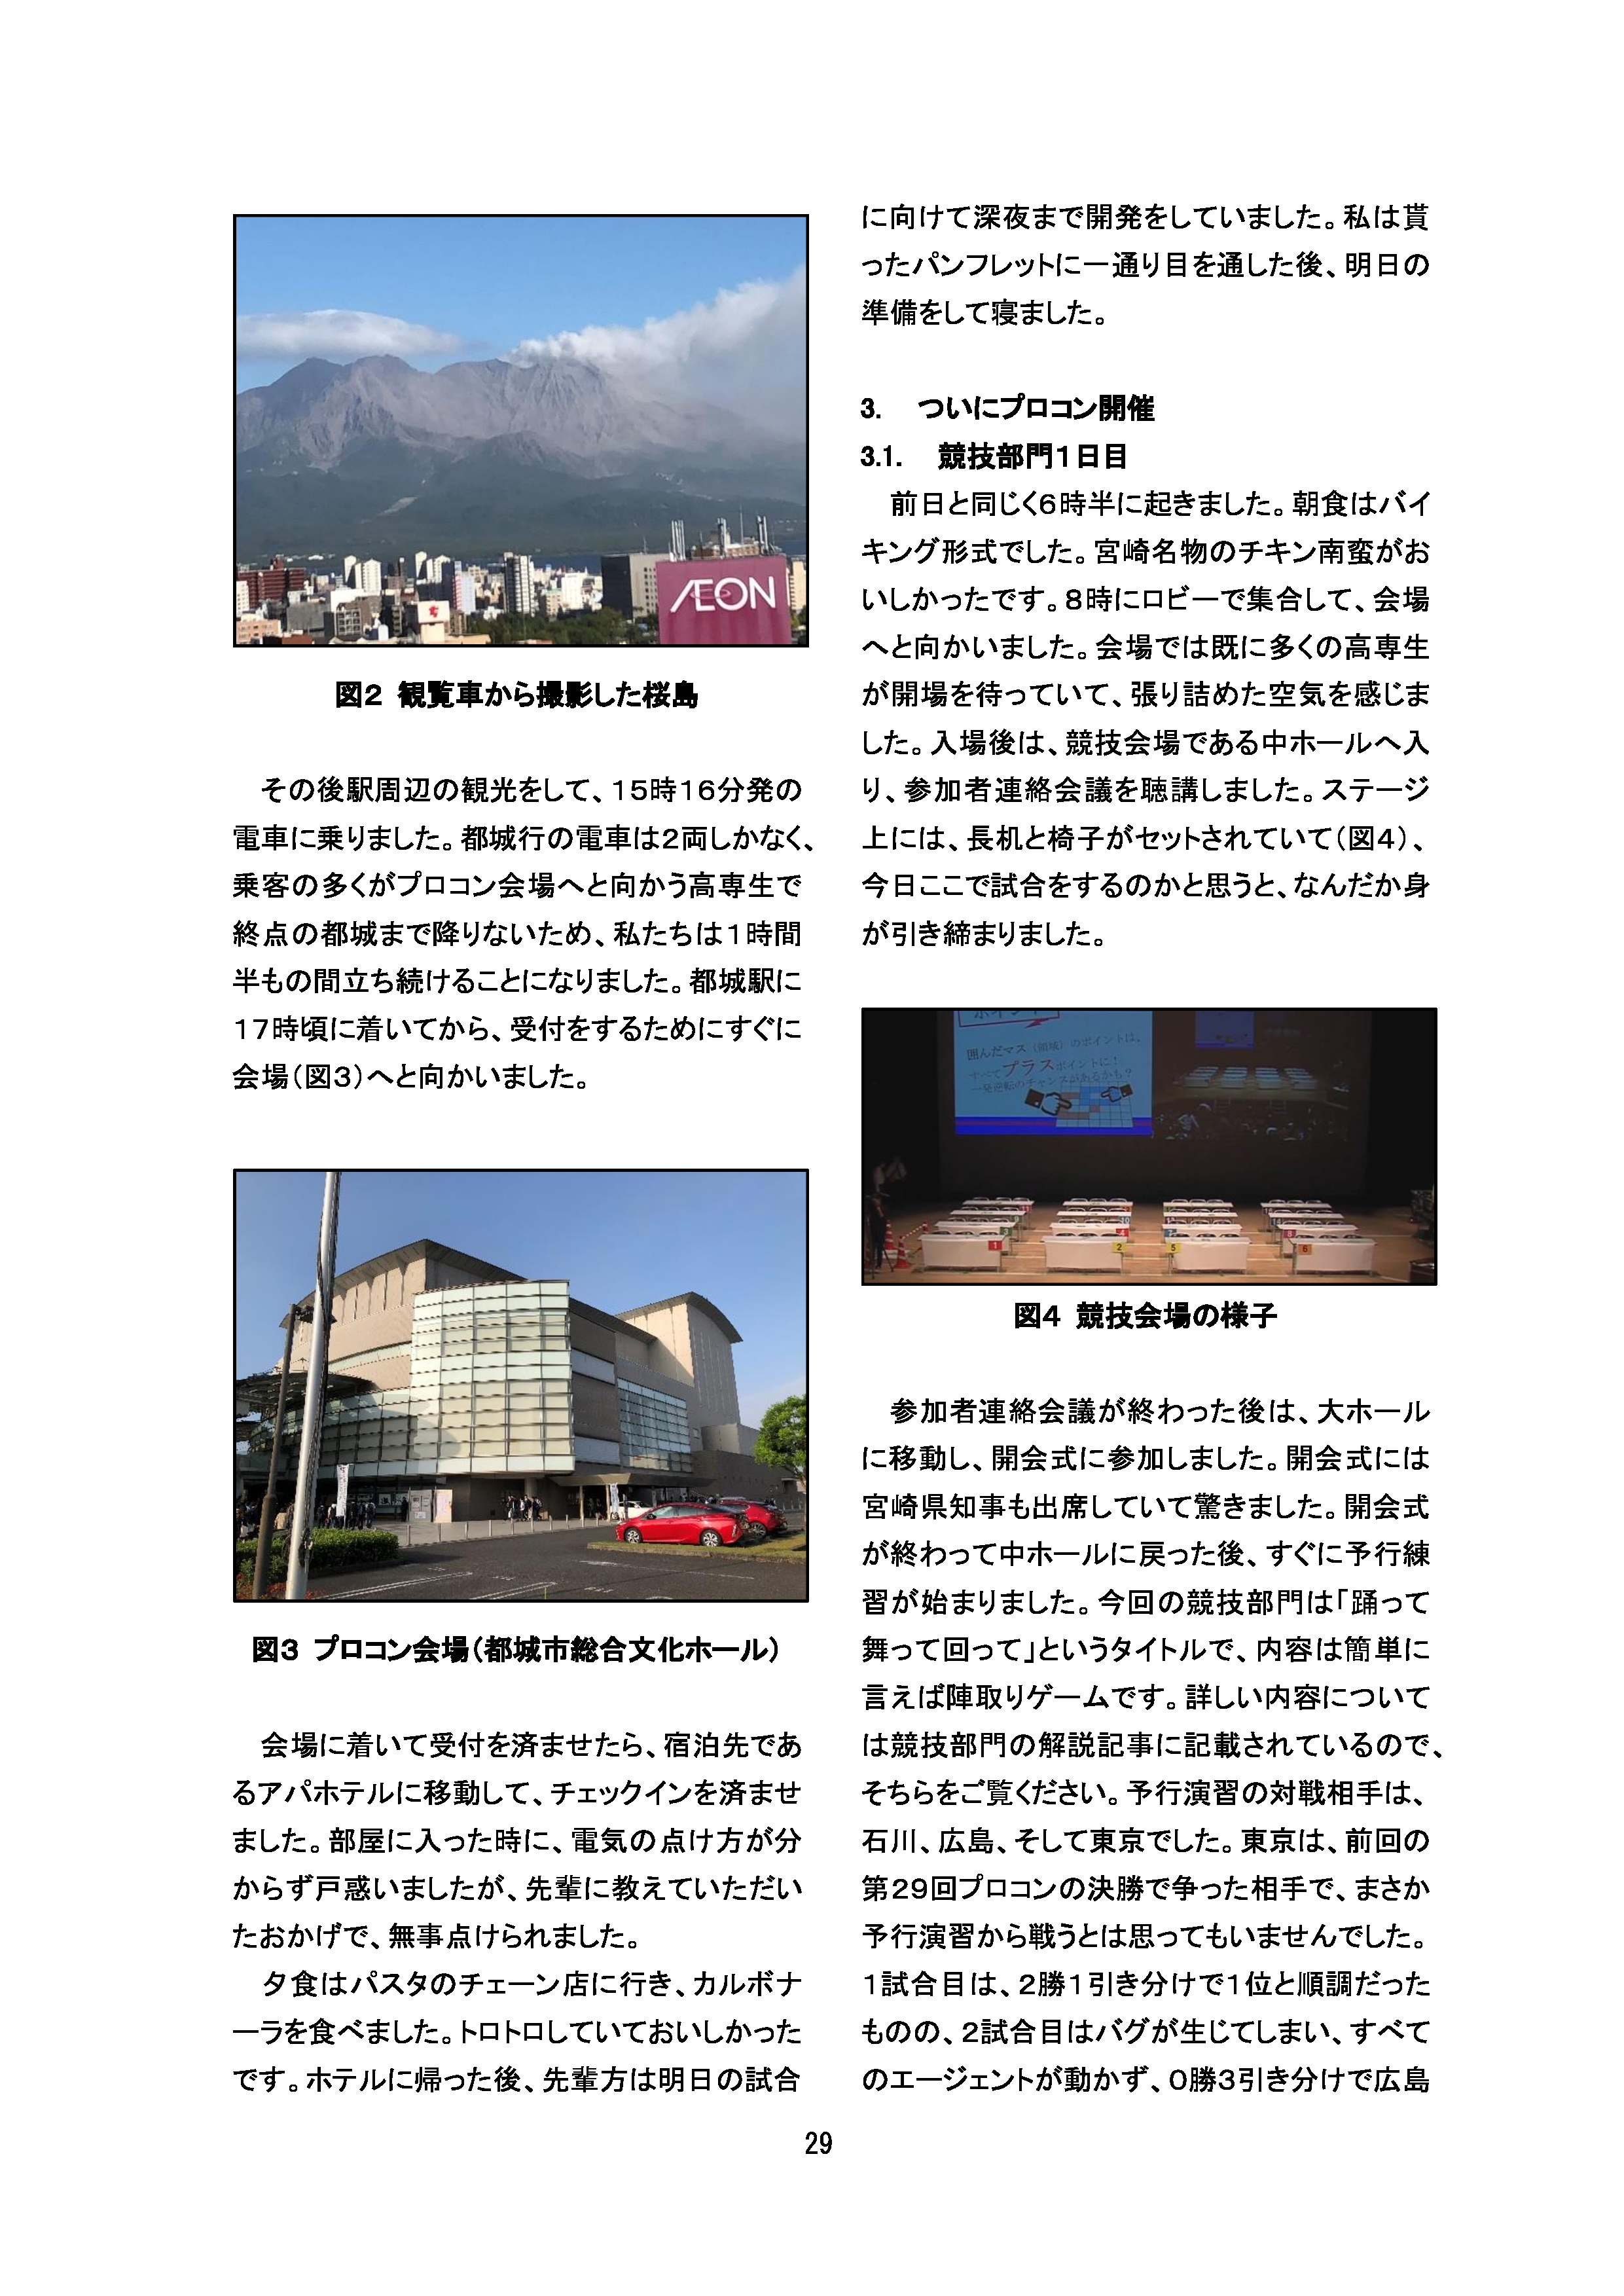 ÆON
図2 観覧車から撮影した桜島
その後駅周辺の観光をして、15時16分発の
電車に乗りました。都城行の電車は2両しかなく、
乗客の多くがプロコン会場へと向かう高専生で
終点の都城まで降りないため、私たちは1時間
半もの間立ち続けることになりました。都城駅に
17時頃に着いてから、受付をするためにすぐに
会場(図3)へと向かいました。
図3 プロコン会場(都城市総合文化ホール)
会場に着いて受付を済ませたら、宿泊先であ
るアパホテルに移動して、チェックインを済ませ
ました。部屋に入った時に、電気の点け方が分
からず戸惑いましたが、先輩に教えていただい
たおかげで、無事点けられました。
夕食はパスタのチェーン店に行き、カルボナ
ーラを食べました。トロトロしていておいしかった
です。ホテルに帰った後、先輩方は明日の試合
に向けて深夜まで開発をしていました。私は貰
ったパンフレットに一通り目を通した後、明日の
準備をして寝ました。
3. ついにプロコン開催
3.1. 競技部門1日目
前日と同じく6時半に起きました。朝食はバイ
キング形式でした。宮崎名物のチキン南蛮がお
いしかったです。8時にロビーで集合して、会場
へと向かいました。会場では既に多くの高専生
が開場を待っていて、張り詰めた空気を感じま
した。入場後は、競技会場である中ホールへ入
り、参加者連絡会議を聴講しました。ステージ
上には、長机と椅子がセットされていて(図4)、
今日ここで試合をするのかと思うと、なんだか身
が引き締まりました。
囲んだマス(領域)のポイントは、
すべてプラスポイントに!
一発逆転のチャンスがあるかも?
1
2
5
6
図4 競技会場の様子
参加者連絡会議が終わった後は、大ホール
に移動し、開会式に参加しました。開会式には
宮崎県知事も出席していて驚きました。開会式
が終わって中ホールに戻った後、すぐに予行練
習が始まりました。今回の競技部門は「踊って
舞って回って」というタイトルで、内容は簡単に
言えば陣取りゲームです。詳しい内容について
は競技部門の解説記事に記載されているので、
そちらをご覧ください。予行演習の対戦相手は、
石川、広島、そして東京でした。東京は、前回の
第29回プロコンの決勝で争った相手で、まさか
予行演習から戦うとは思ってもいませんでした。
1試合目は、2勝1引き分けで1位と順調だった
ものの、2試合目はバグが生じてしまい、すべて
のエージェントが動かず、0勝3引き分けで広島
29